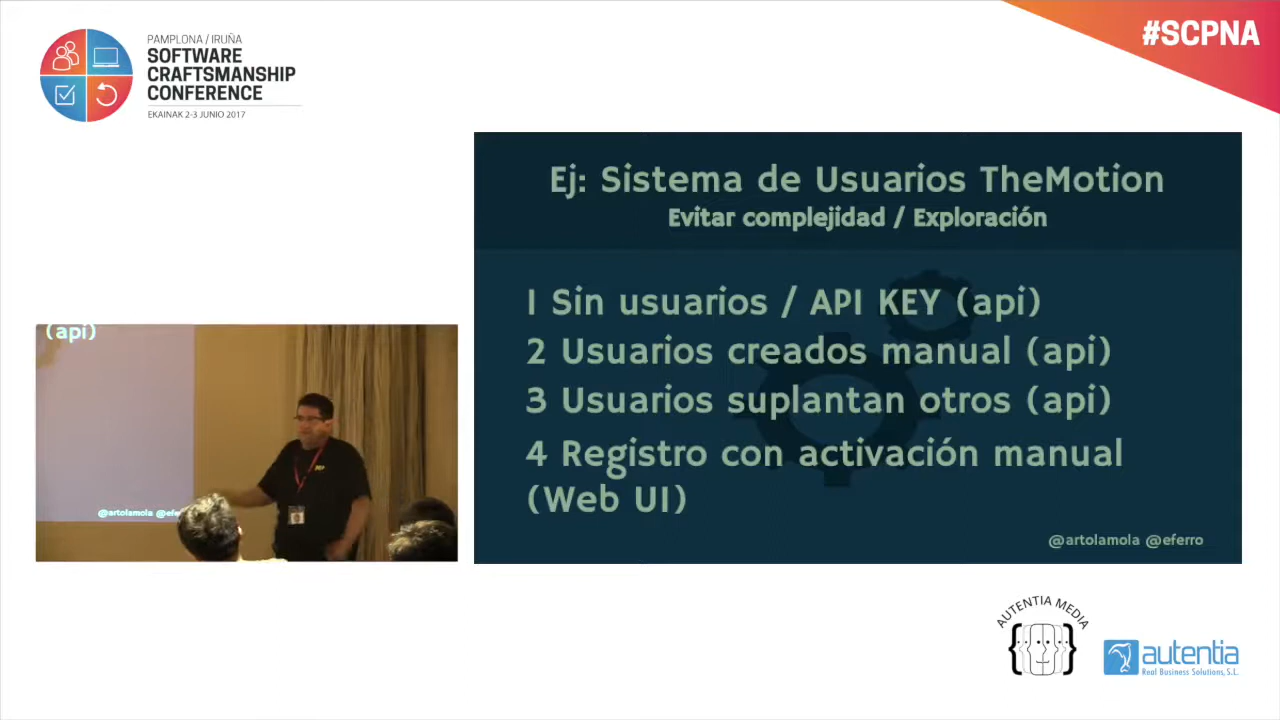 PAMPLONA / IRUÑA
SOFTWARE
CRAFTSMANSHIP
CONFERENCE
EKAINAK 2-3 JUNIO 2017
#SCPNA
Ej: Sistema de Usuarios TheMotion
Evitar complejidad / Exploración
1 Sin usuarios / API KEY (api)
2 Usuarios creados manual (api)
3 Usuarios suplantan otros (api)
4 Registro con activación manual
(Web UI)
@artolamola @eferro
(api)
@artolamola @efe
AUTENTIA MEDIA
autentia
Real Business Solutions, S.L.